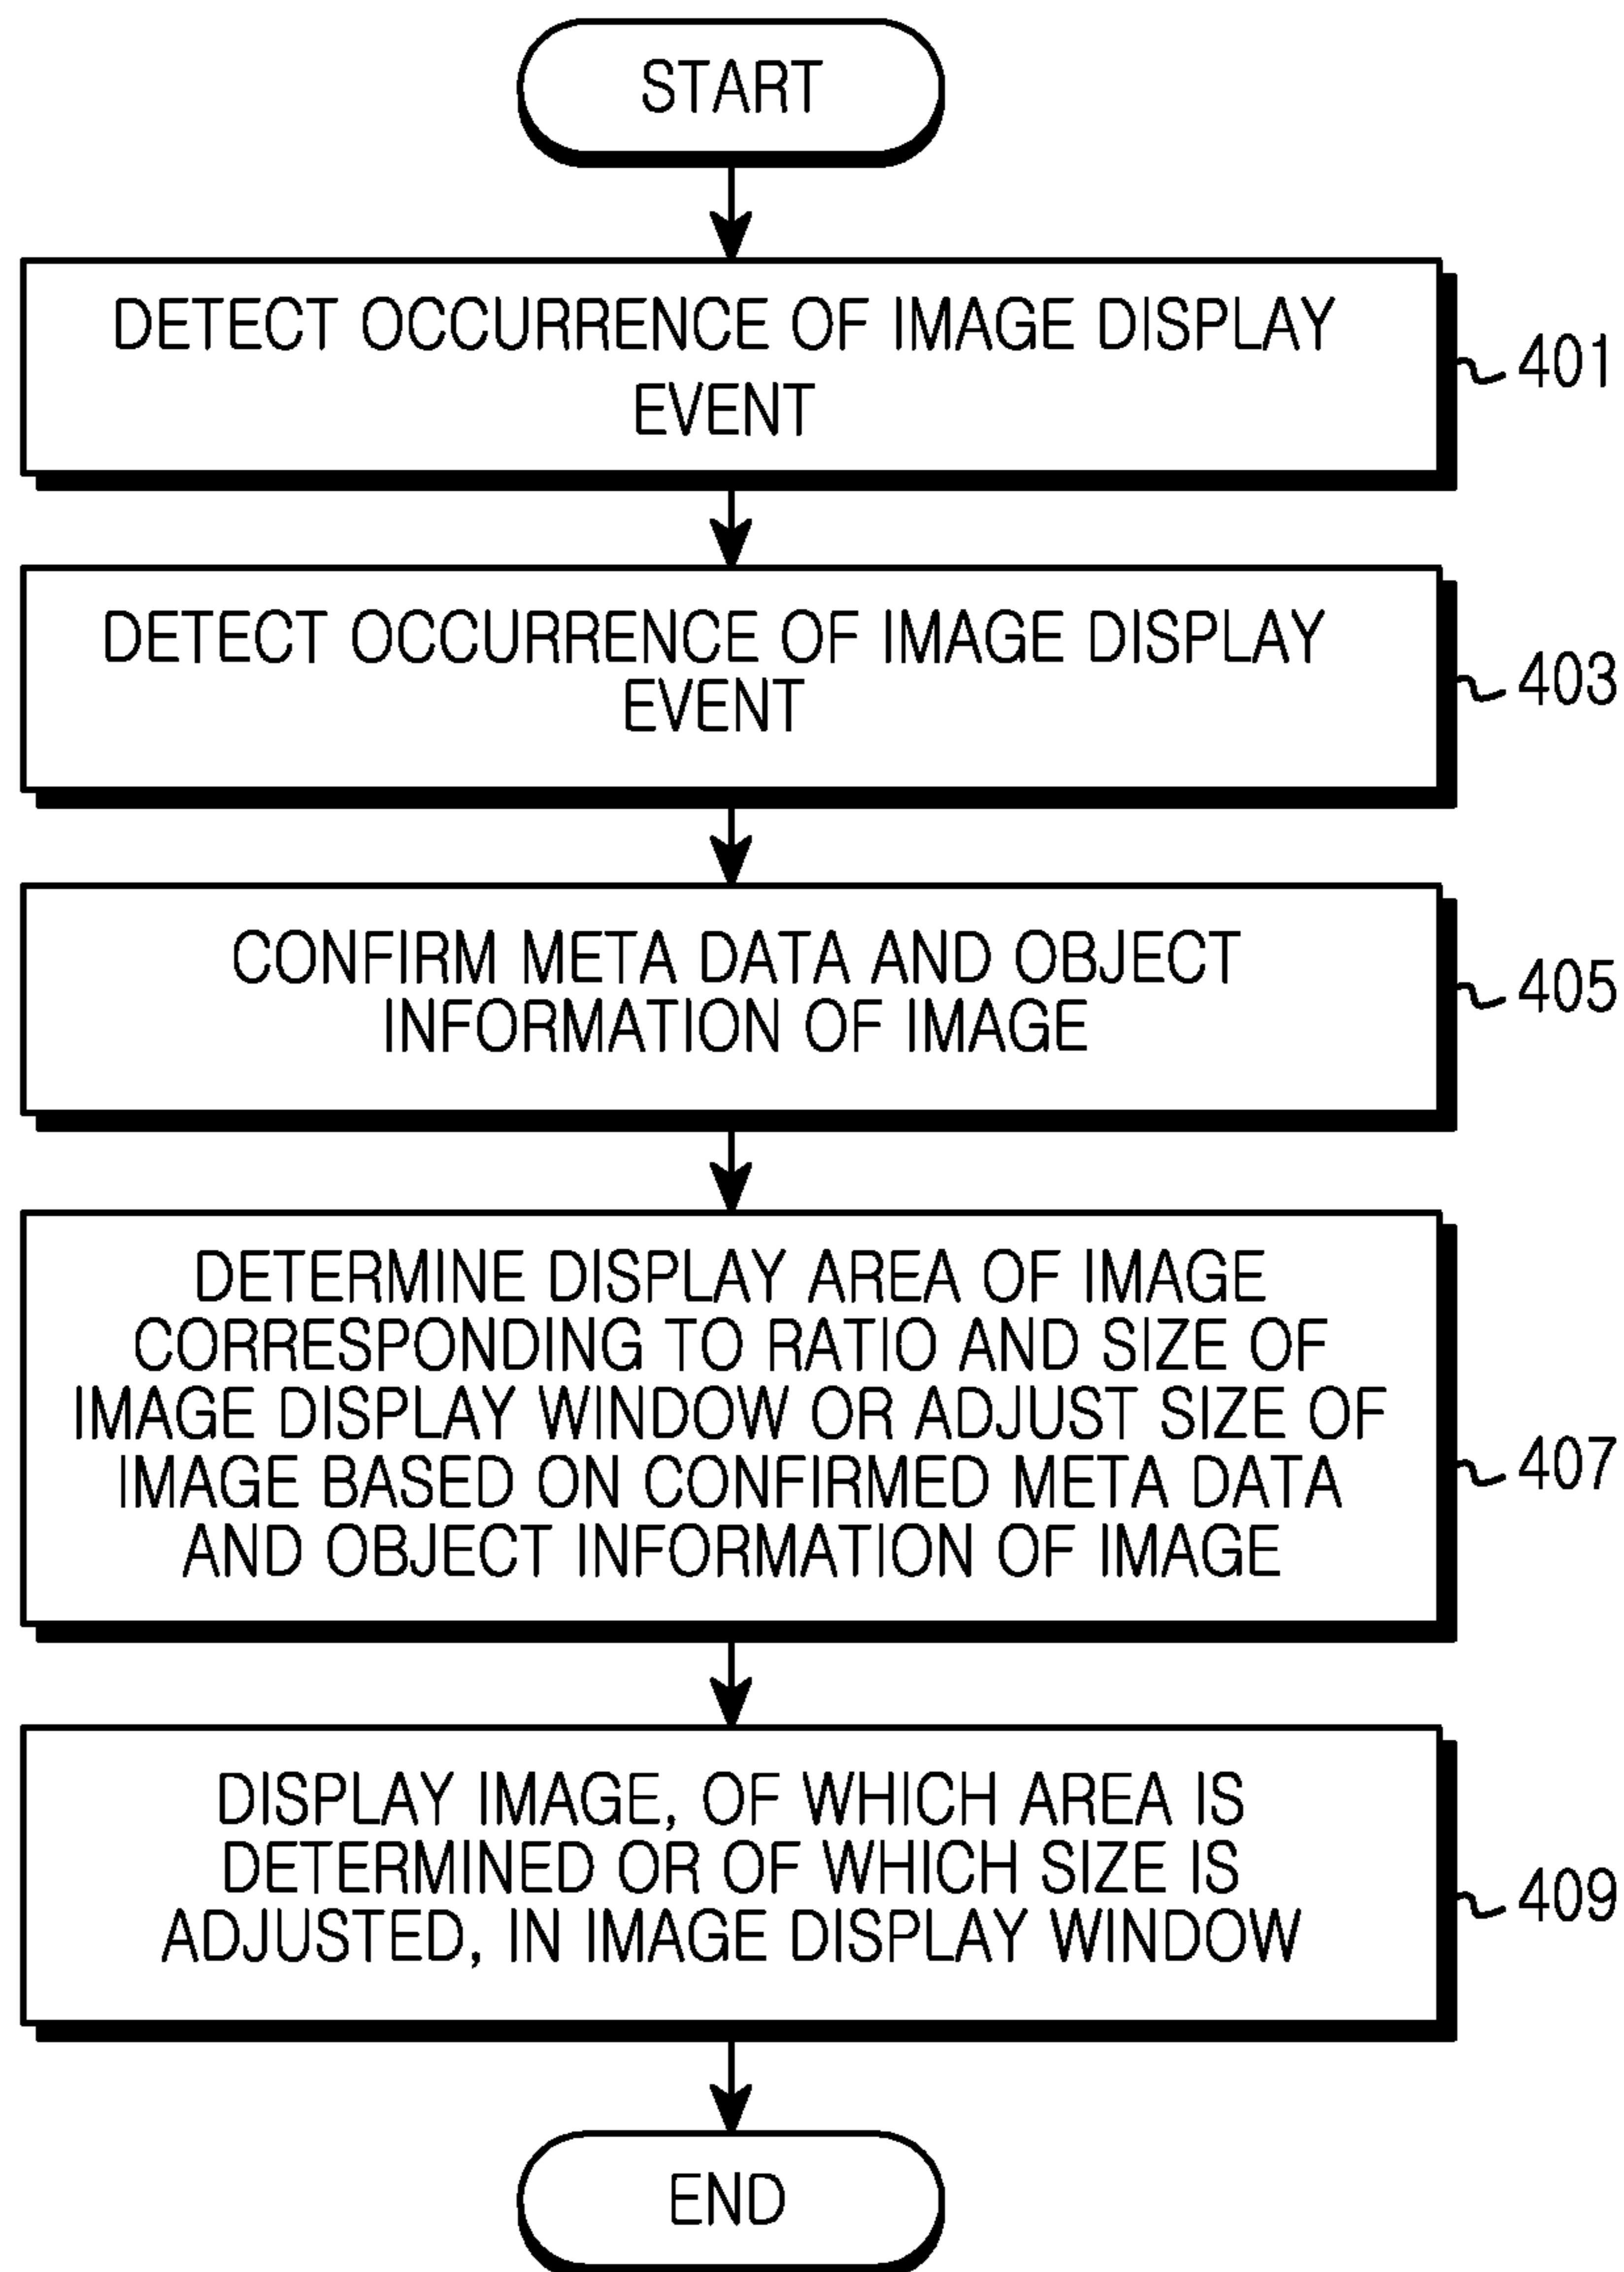 START
DETECT OCCURRENCE OF IMAGE DISPLAY
EVENT
401
DETECT OCCURRENCE OF IMAGE DISPLAY
EVENT
403
CONFIRM META DATA AND OBJECT
INFORMATION OF IMAGE
405
DETERMINE DISPLAY AREA OF IMAGE
CORRESPONDING TO RATIO AND SIZE OF
IMAGE DISPLAY WINDOW OR ADJUST SIZE OF
IMAGE BASED ON CONFIRMED META DATA
AND OBJECT INFORMATION OF IMAGE
407
DISPLAY IMAGE, OF WHICH AREA IS
DETERMINED OR OF WHICH SIZE IS
ADJUSTED, IN IMAGE DISPLAY WINDOW
409
END